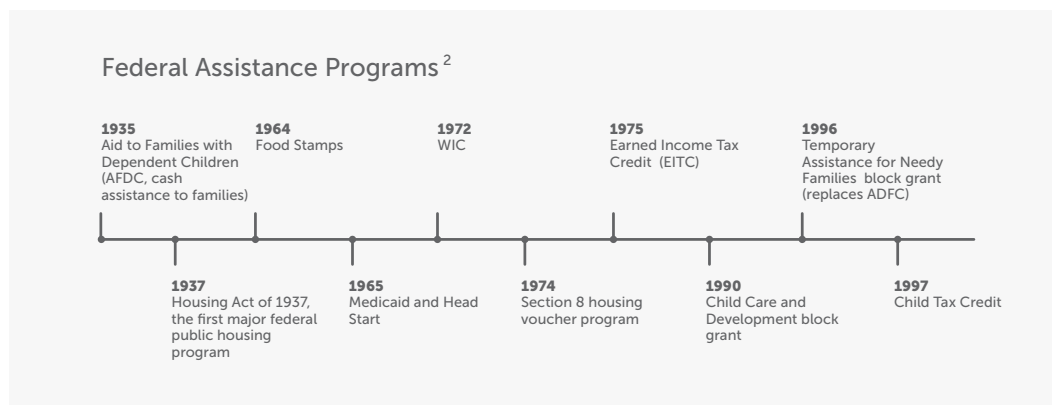 Federal Assistance Programs 2
1935
Aid to Families with
Dependent Children
(AFDC, cash
assistance to families)
1964
Food Stamps
1972
WIC
1975
Earned Income Tax
Credit (EITC)
1996
Temporary
Assistance for Needy
Families block grant
(replaces ADFC)
1937
Housing Act of 1937,
the first major federal
public housing
program
1965
Medicaid and Head
Start
1974
Section 8 housing
voucher program
1990
Child Care and
Development block
grant
1997
Child Tax Credit